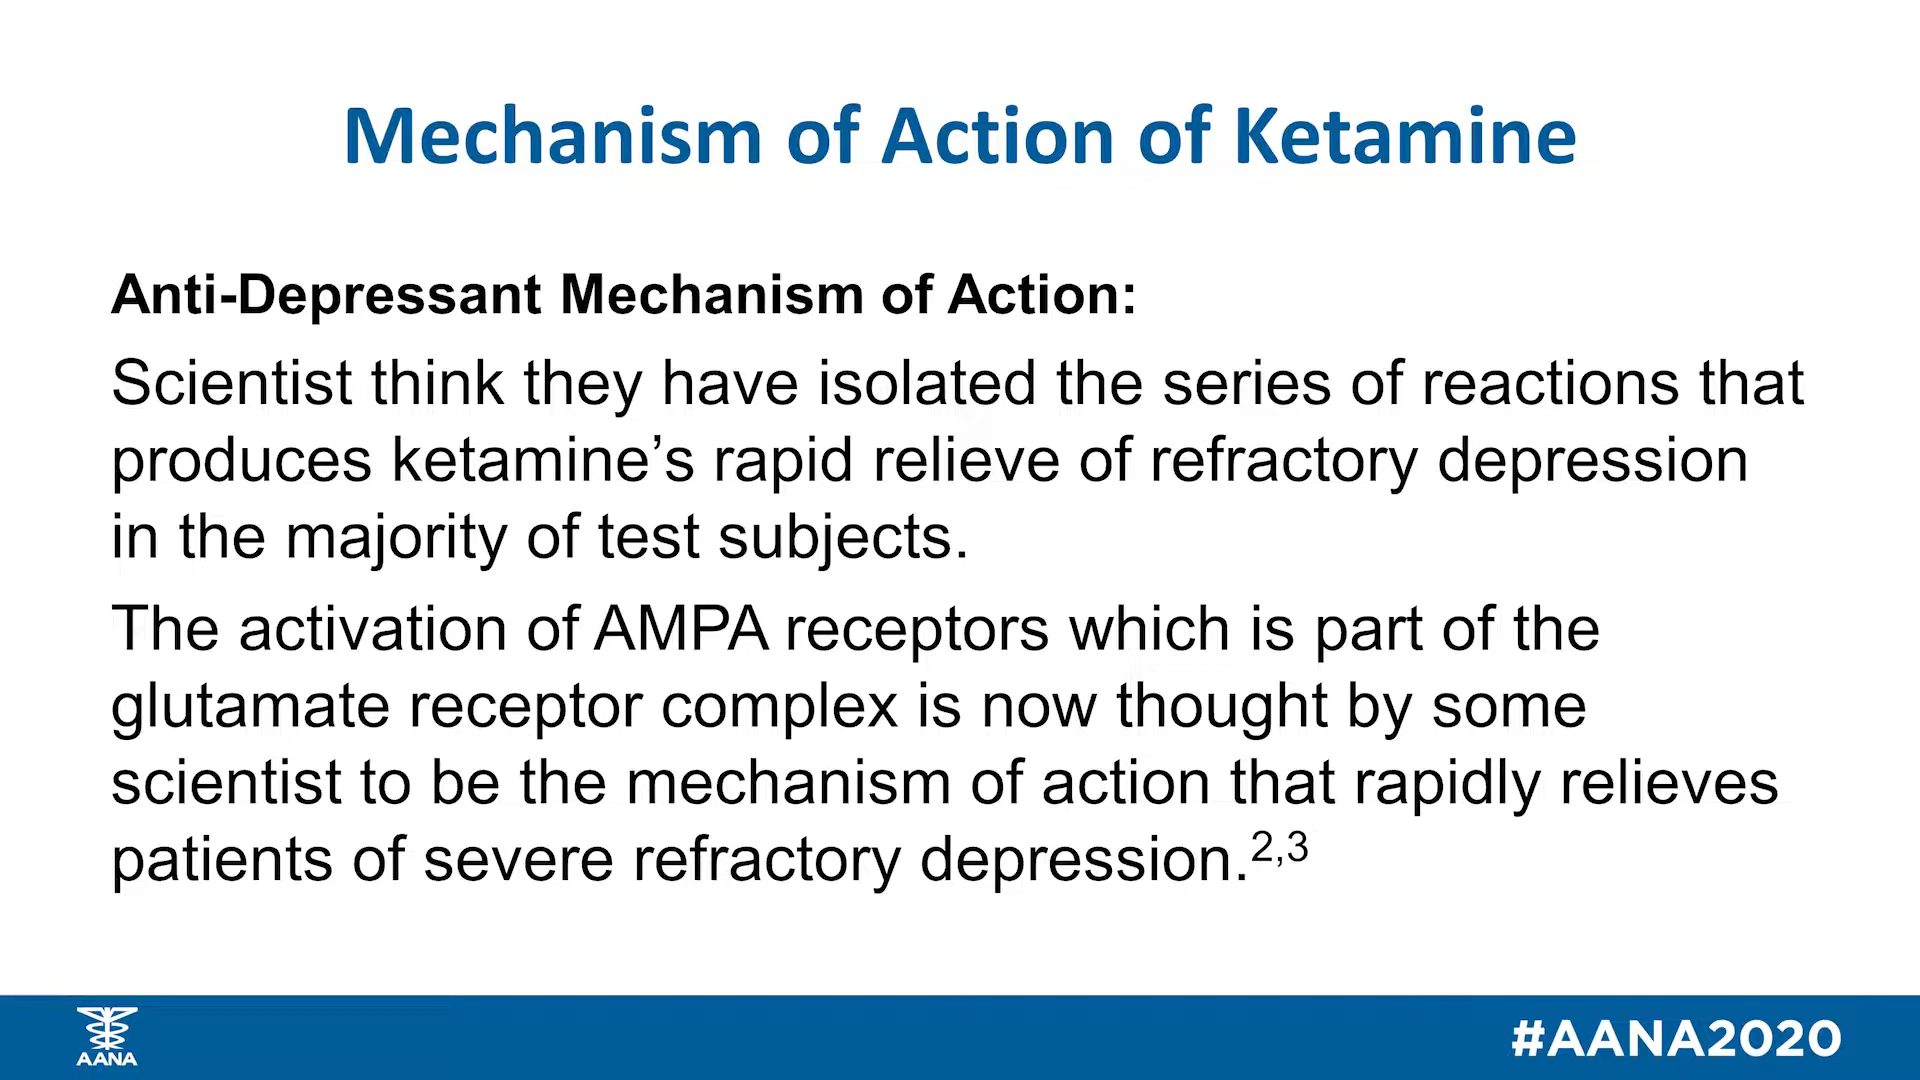 Mechanism of Action of Ketamine
Anti-Depressant Mechanism of Action:
Scientist think they have isolated the series of reactions that
produces ketamine’s rapid relieve of refractory depression
in the majority of test subjects.
The activation of AMPA receptors which is part of the
glutamate receptor complex is now thought by some
scientist to be the mechanism of action that rapidly relieves
patients of severe refractory depression.2,3
AANA
#AANA2020